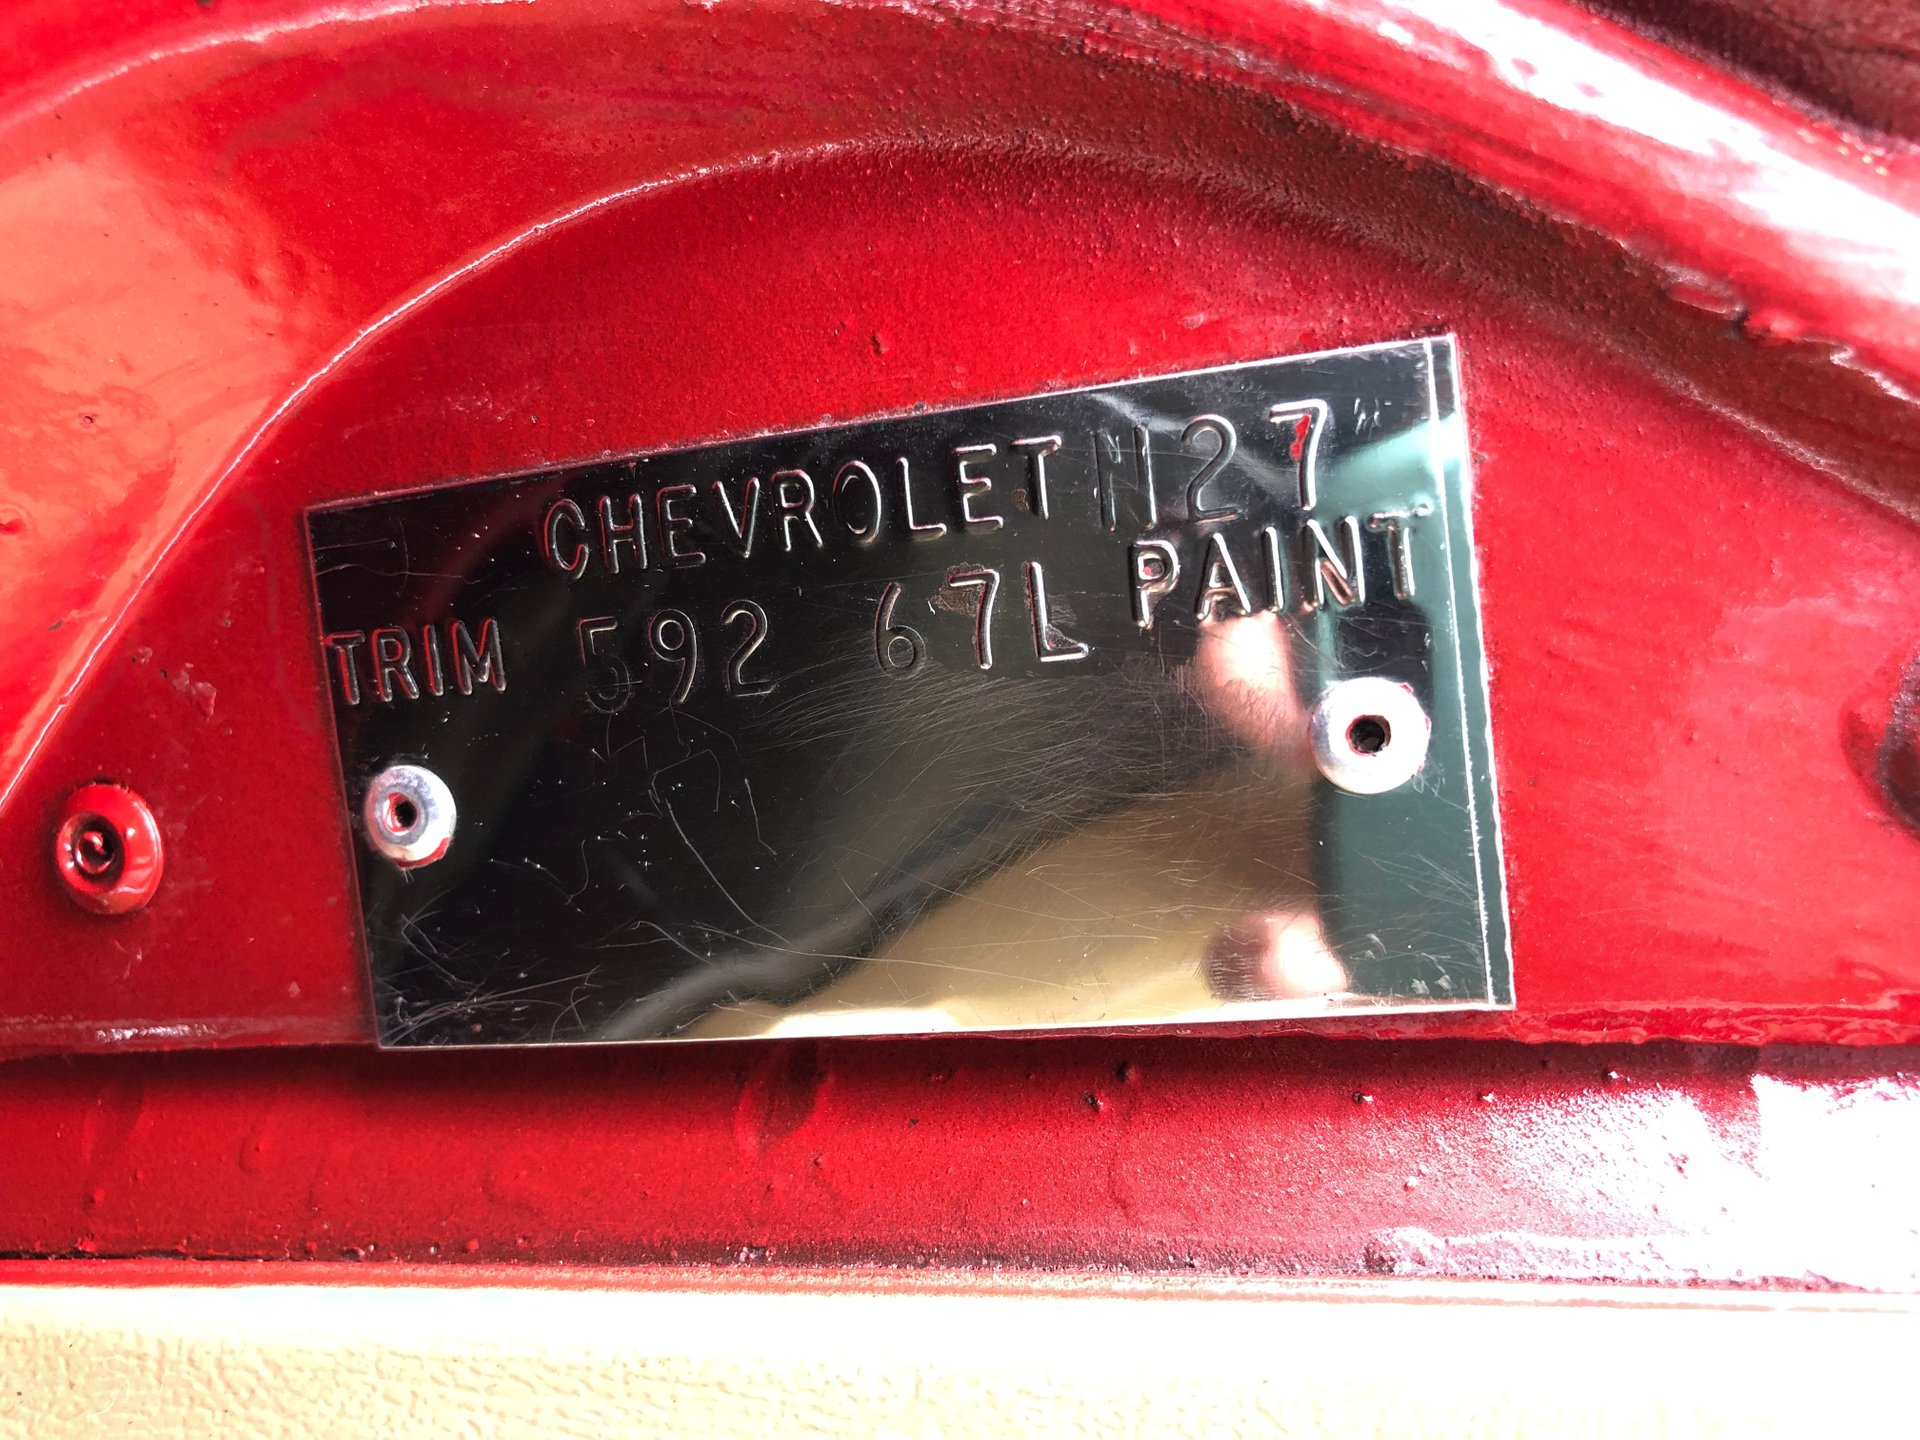 CHEVROLET N27
TRIM 592 67L PAINT